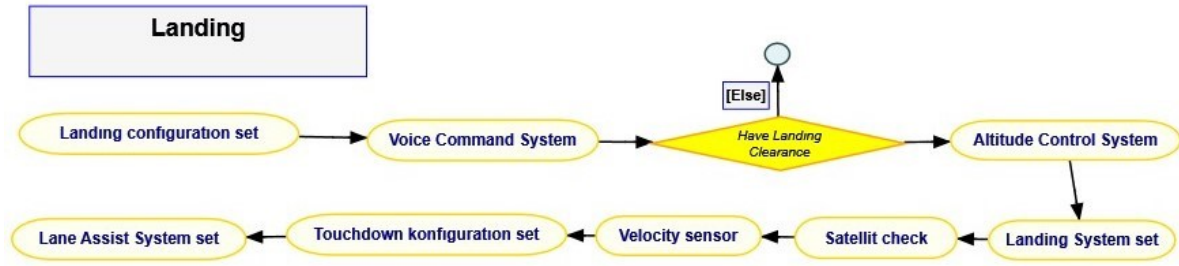 Landing
[Else]
Landing configuration set
Voice Command System
Have Landing
Clearance
Altitude Control System
Lane Assist System set
Touchdown konfiguration set
Velocity sensor
Satellit check
Landing System set